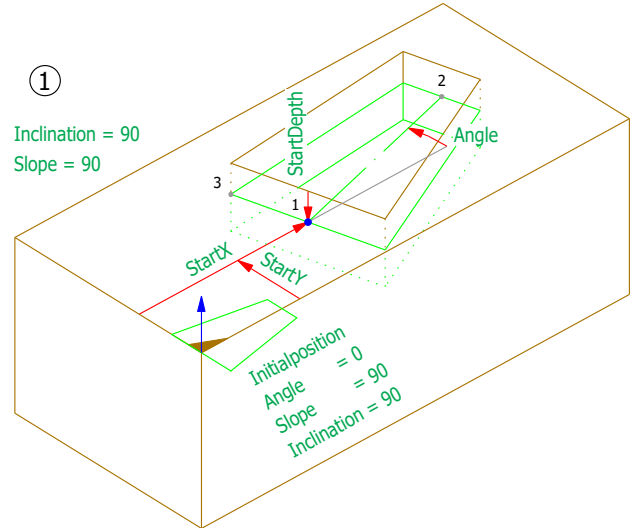 ①
Inclination = 90
Slope = 90
StartDepth
2
Angle
3
1
StartX
StartY
Initialposition
Angle = 0
Slope = 90
Inclination = 90